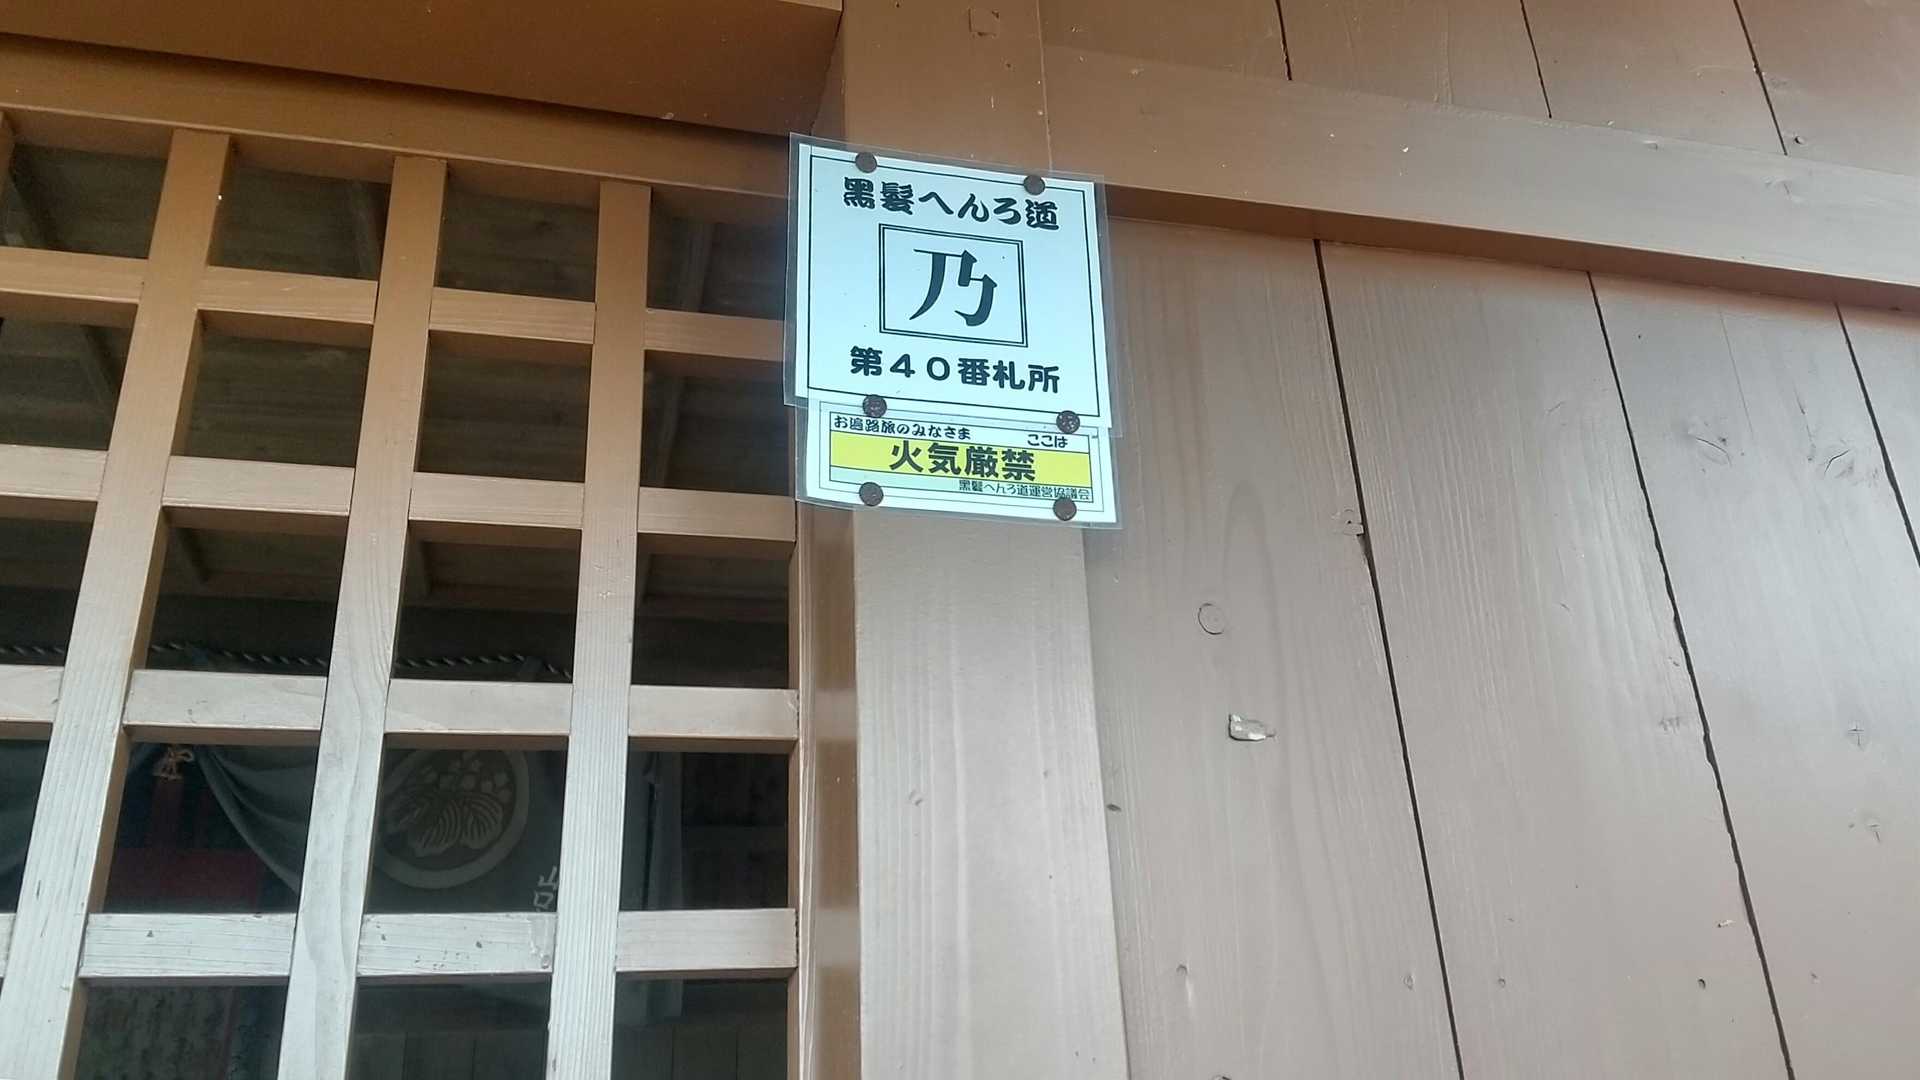 黒髪へんろ道
乃
第40番札所
お遍路旅のみなさま ここは
火気厳禁
黒髪へんろ道運営協議会